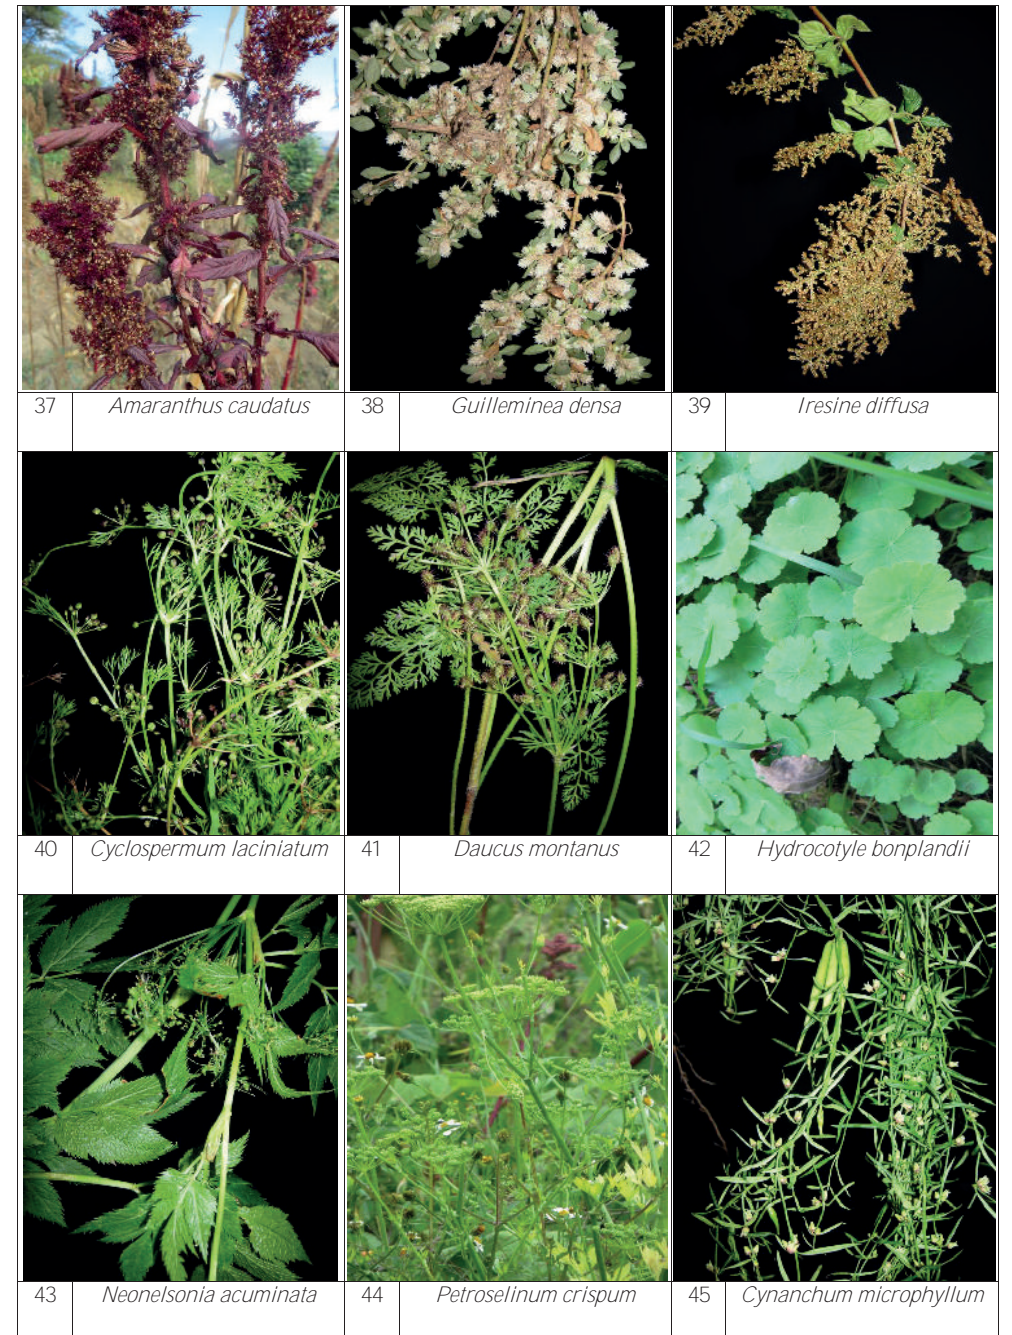 37 Amaranthus caudatus 38 Guilleminea densa 39 Iresine diffusa
40 Cyclospermum laciniatum 41 Daucus montanus 42 Hydrocotyle bonplandii
43 Neonelsonia acuminata 44 Petroselinum crispum 45 Cynanchum microphyllum